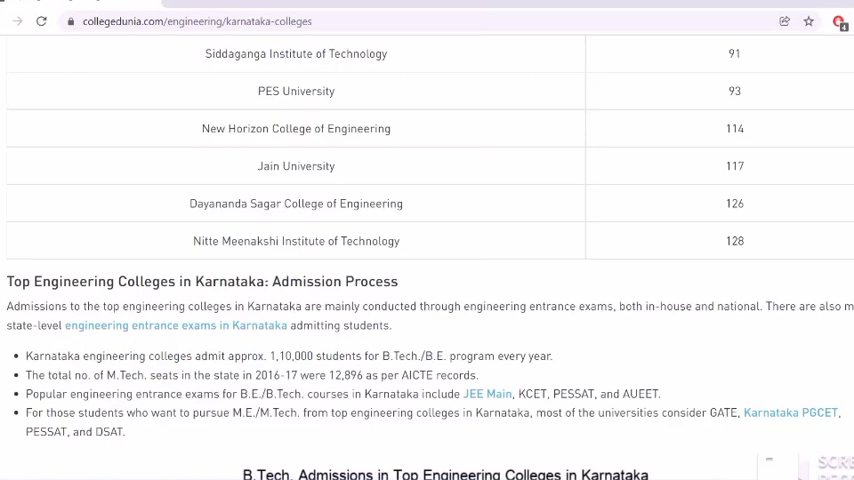 collegedunia.com/engineering/karnataka-colleges
4
Siddaganga Institute of Technology 91
PES University 93
New Horizon College of Engineering 114
Jain University 117
Dayananda Sagar College of Engineering 126
Nitte Meenakshi Institute of Technology 128
Top Engineering Colleges in Karnataka: Admission Process
Admissions to the top engineering colleges in Karnataka are mainly conducted through engineering entrance exams, both in-house and national. There are also m
state-level engineering entrance exams in Karnataka admitting students.
• Karnataka engineering colleges admit approx. 1,10,000 students for B.Tech./B.E. program every year.
• The total no. of M.Tech. seats in the state in 2016-17 were 12,896 as per AICTE records.
• Popular engineering entrance exams for B.E./B.Tech. courses in Karnataka include JEE Main, KCET, PESSAT, and AUEET.
• For those students who want to pursue M.E./M.Tech. from top engineering colleges in Karnataka, most of the universities consider GATE, Karnataka PGCET,
PESSAT, and DSAT.
B.Tech. Admissions in Top Engineering Colleges in Karnataka